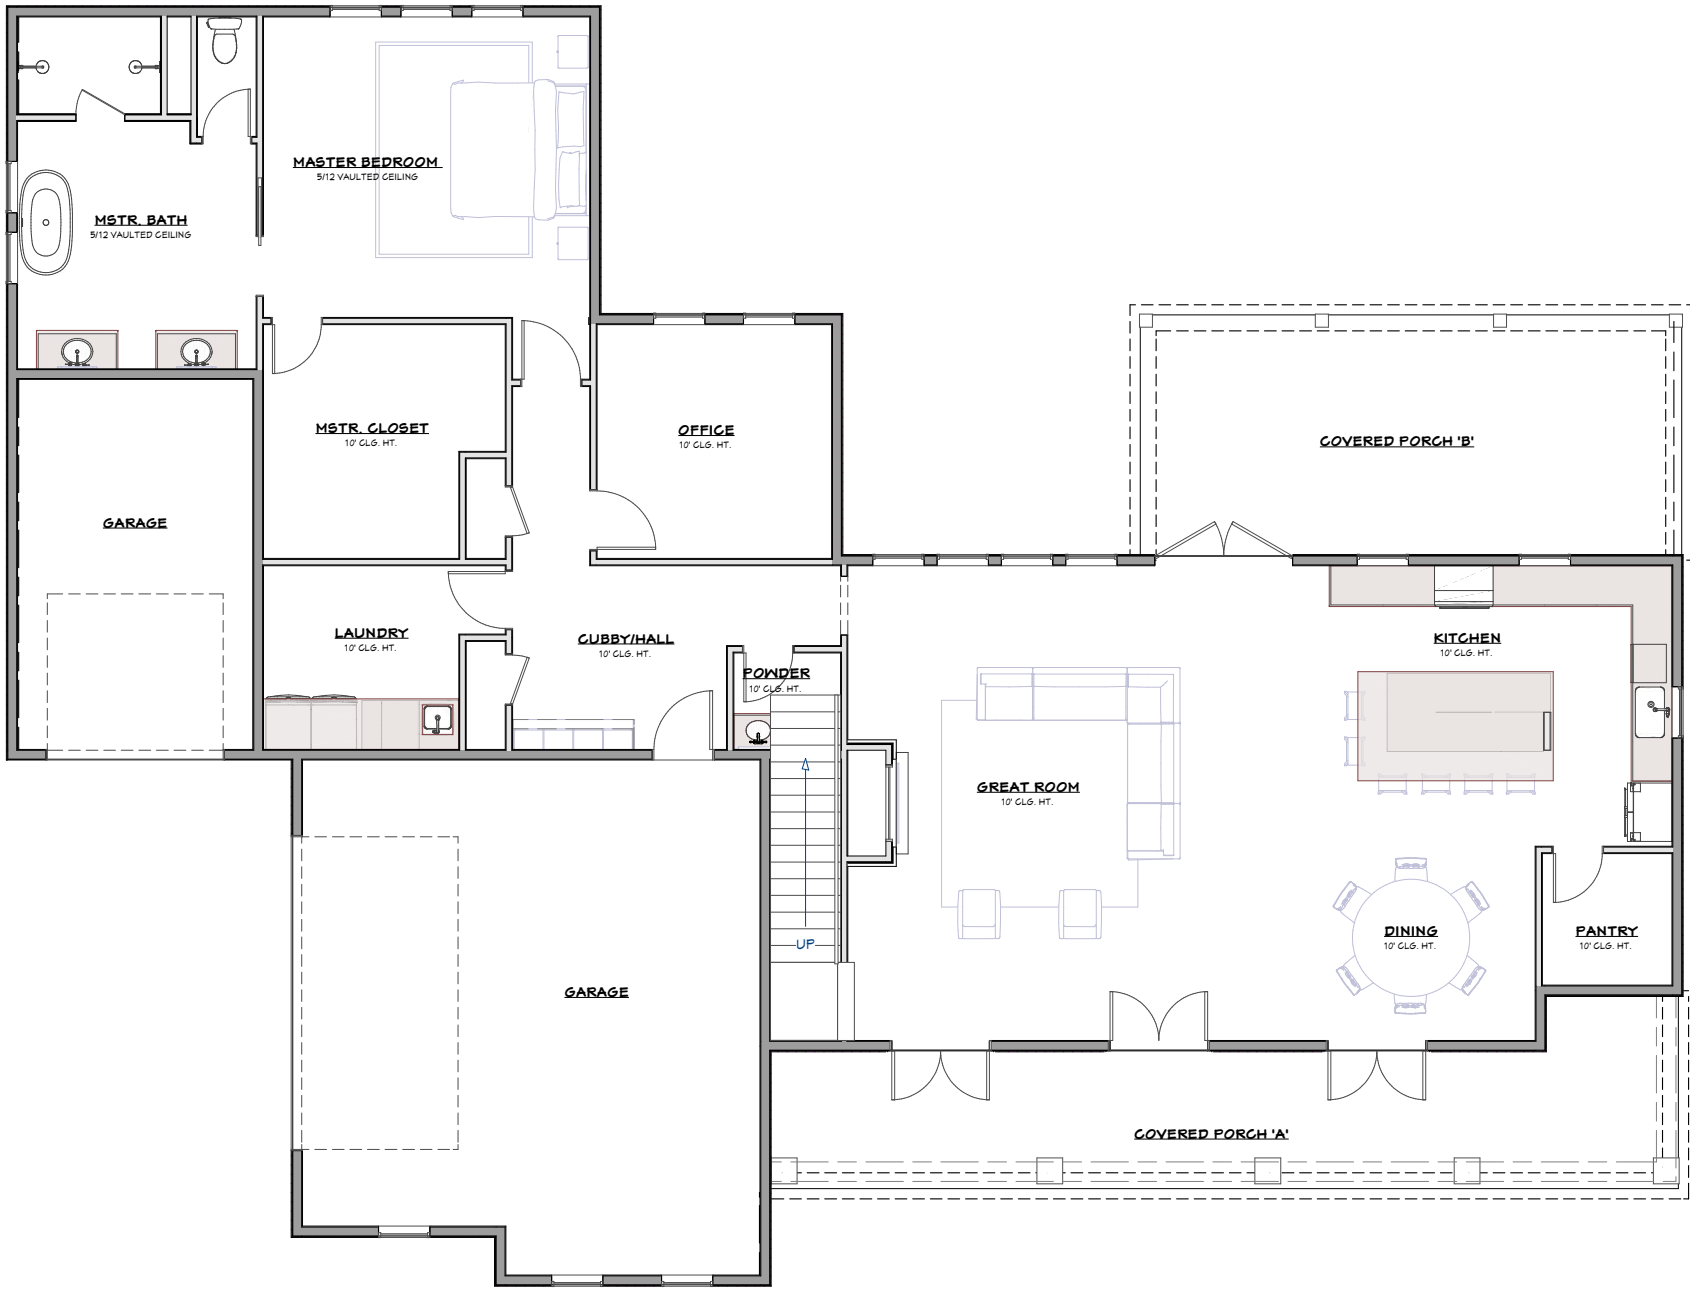 MASTER BEDROOM
5/12 VAULTED CEILING
MSTR. BATH
5/12 VAULTED CEILING
MSTR. CLOSET
10' CLG. HT.
OFFICE
10' CLG. HT.
COVERED PORCH 'B'
GARAGE
LAUNDRY
10' CLG. HT.
CUBBY/HALL
10' CLG. HT.
KITCHEN
10' CLG. HT.
POWDER
10' CLG. HT.
GREAT ROOM
10' CLG. HT.
DINING
10' CLG. HT.
PANTRY
10' CLG. HT.
UP
GARAGE
COVERED PORCH 'A'